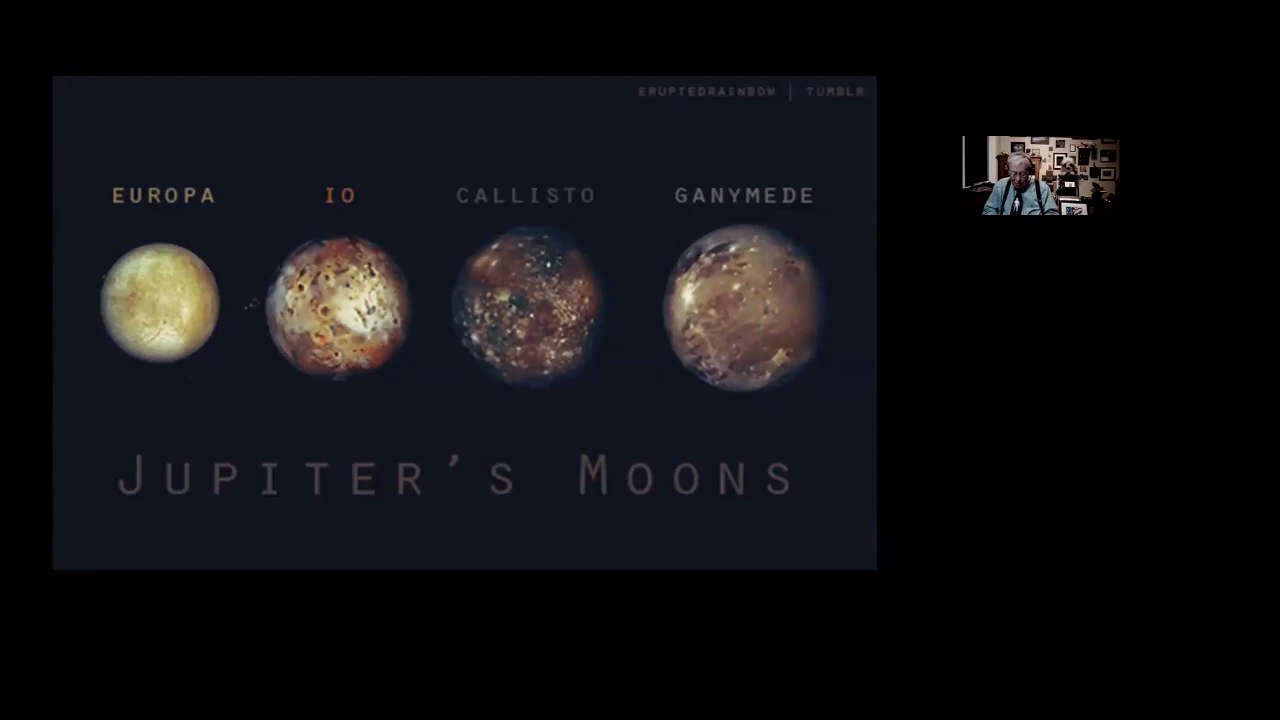 ERUPTEDRAINBOW | TUMBLR
EUROPA IO CALLISTO GANYMEDE
JUPITER'S MOONS